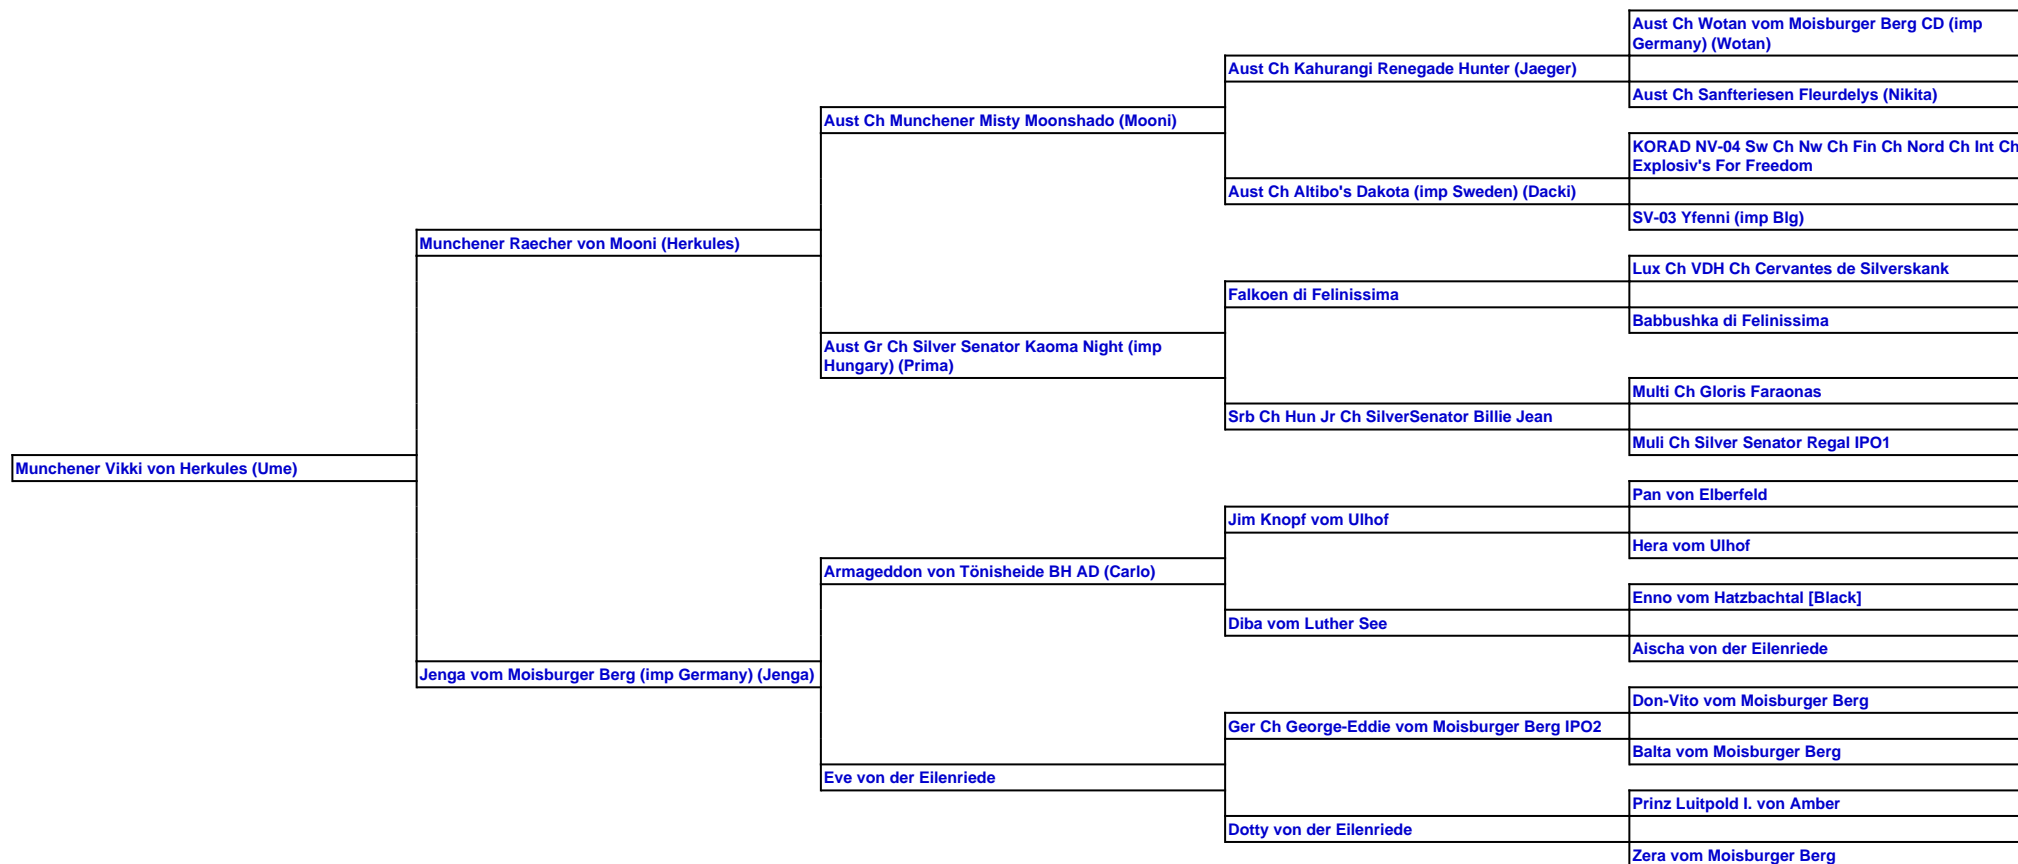 Aust Ch Wotan vom Moisburger Berg CD (imp
Germany) (Wotan)
Aust Ch Kahurangi Renegade Hunter (Jaeger)
Aust Ch Sanfteriesen Fleurdelys (Nikita)
Aust Ch Munchener Misty Moonshado (Mooni)
KORAD NV-04 Sw Ch Nw Ch Fin Ch Nord Ch Int Ch
Explosiv's For Freedom
Aust Ch Altibo's Dakota (imp Sweden) (Dacki)
SV-03 Yfenni (imp Blg)
Munchener Raecher von Mooni (Herkules)
Lux Ch VDH Ch Cervantes de Silverskank
Falkoen di Felinissima
Babbushka di Felinissima
Aust Gr Ch Silver Senator Kaoma Night (imp
Hungary) (Prima)
Multi Ch Gloris Faraonas
Srb Ch Hun Jr Ch SilverSenator Billie Jean
Muli Ch Silver Senator Regal IPO1
Munchener Vikki von Herkules (Ume)
Pan von Elberfeld
Jim Knopf vom Ulhof
Hera vom Ulhof
Armageddon von Tönisheide BH AD (Carlo)
Enno vom Hatzbachtal [Black]
Diba vom Luther See
Aischa von der Eilenriede
Jenga vom Moisburger Berg (imp Germany) (Jenga)
Don-Vito vom Moisburger Berg
Ger Ch George-Eddie vom Moisburger Berg IPO2
Balta vom Moisburger Berg
Eve von der Eilenriede
Prinz Luitpold I. von Amber
Dotty von der Eilenriede
Zera vom Moisburger Berg